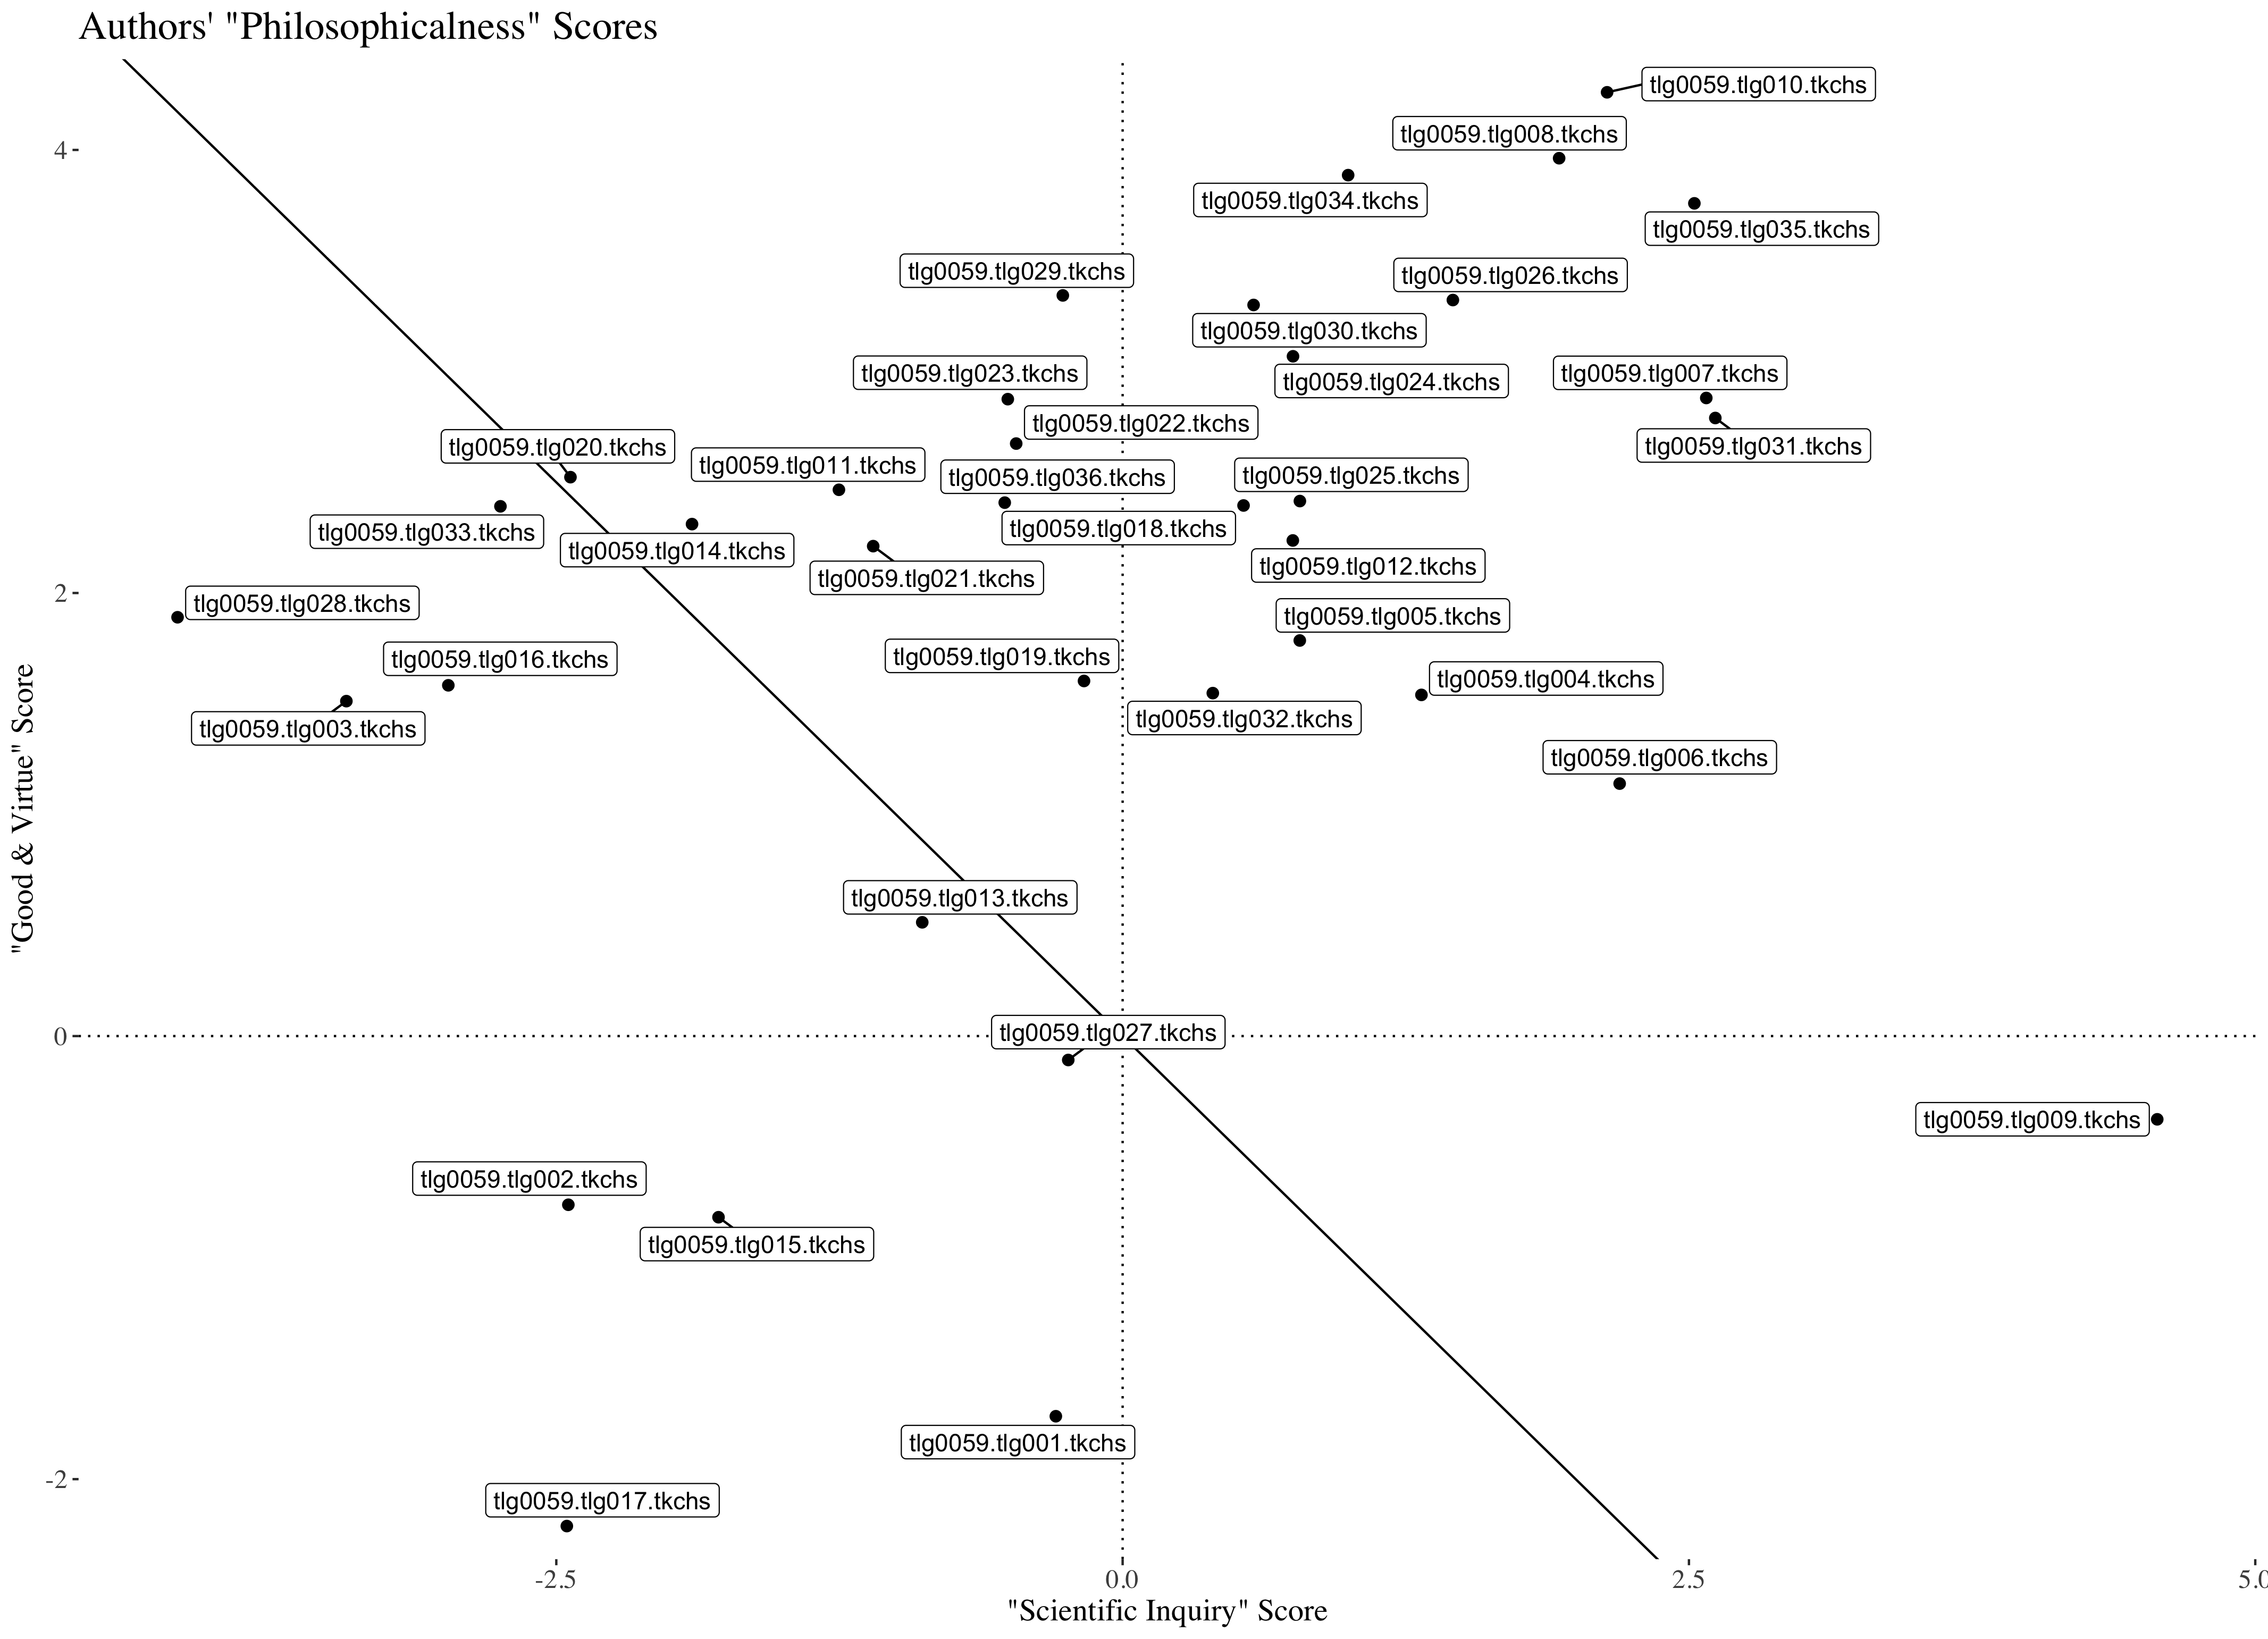 Authors' "Philosophicalness" Scores
tlg0059.tlg010.tkchs
tlg0059.tlg008.tkchs
4
tlg0059.tlg034.tkchs
tlg0059.tlg035.tkchs
tlg0059.tlg029.tkchs
tlg0059.tlg026.tkchs
tlg0059.tlg030.tkchs
tlg0059.tlg023.tkchs
tlg0059.tlg024.tkchs
tlg0059.tlg007.tkchs
tlg0059.tlg022.tkchs
tlg0059.tlg020.tkchs
tlg0059.tlg031.tkchs
tlg0059.tlg011.tkchs
tlg0059.tlg036.tkchs
tlg0059.tlg025.tkchs
tlg0059.tlg033.tkchs
tlg0059.tlg018.tkchs
tlg0059.tlg014.tkchs
tlg0059.tlg012.tkchs
tlg0059.tlg021.tkchs
2
tlg0059.tlg028.tkchs
tlg0059.tlg005.tkchs
tlg0059.tlg016.tkchs
tlg0059.tlg019.tkchs
tlg0059.tlg004.tkchs
tlg0059.tlg003.tkchs
tlg0059.tlg032.tkchs
tlg0059.tlg006.tkchs
"Good & Virtue" Score
tlg0059.tlg013.tkchs
tlg0059.tlg027.tkchs
0
tlg0059.tlg009.tkchs
tlg0059.tlg002.tkchs
tlg0059.tlg015.tkchs
tlg0059.tlg001.tkchs
-2
tlg0059.tlg017.tkchs
-2.5
0.0
2.5
5.0
"Scientific Inquiry" Score